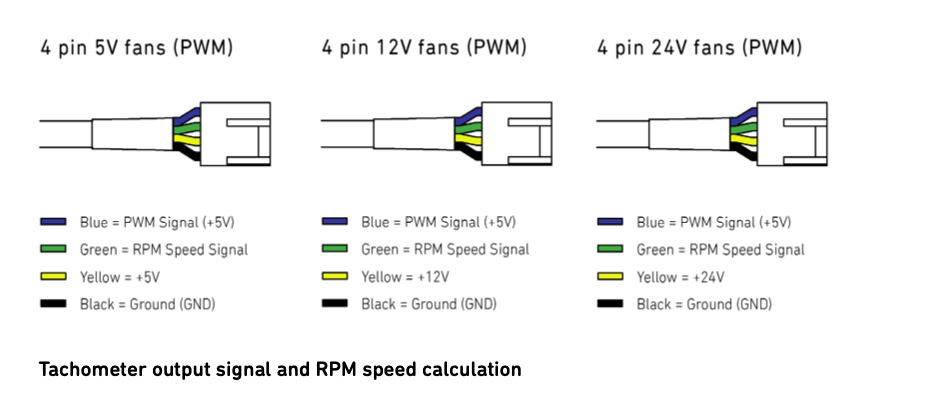 4 pin 5V fans (PWM)
4 pin 12V fans (PWM)
4 pin 24V fans (PWM)
Blue = PWM Signal (+5V)
Green = RPM Speed Signal
Yellow = +5V
Black = Ground (GND)
Blue = PWM Signal (+5V)
Green = RPM Speed Signal
Yellow = +12V
Black = Ground (GND)
Blue = PWM Signal (+5V)
Green = RPM Speed Signal
Yellow = +24V
Black = Ground (GND)
Tachometer output signal and RPM speed calculation